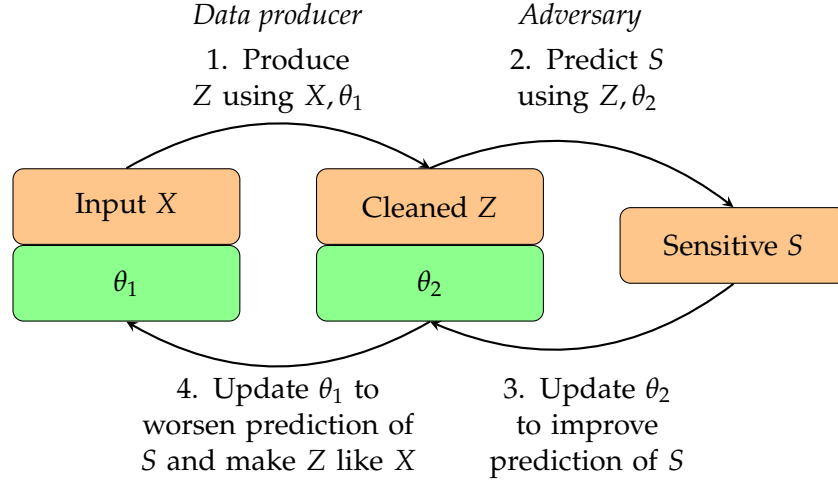 Data producer
Adversary
1. Produce
Z using X, θ₁
2. Predict S
using Z, θ₂
Input X
Cleaned Z
Sensitive S
θ₁
θ₂
4. Update θ₁ to
worsen prediction of
S and make Z like X
3. Update θ₂
to improve
prediction of S